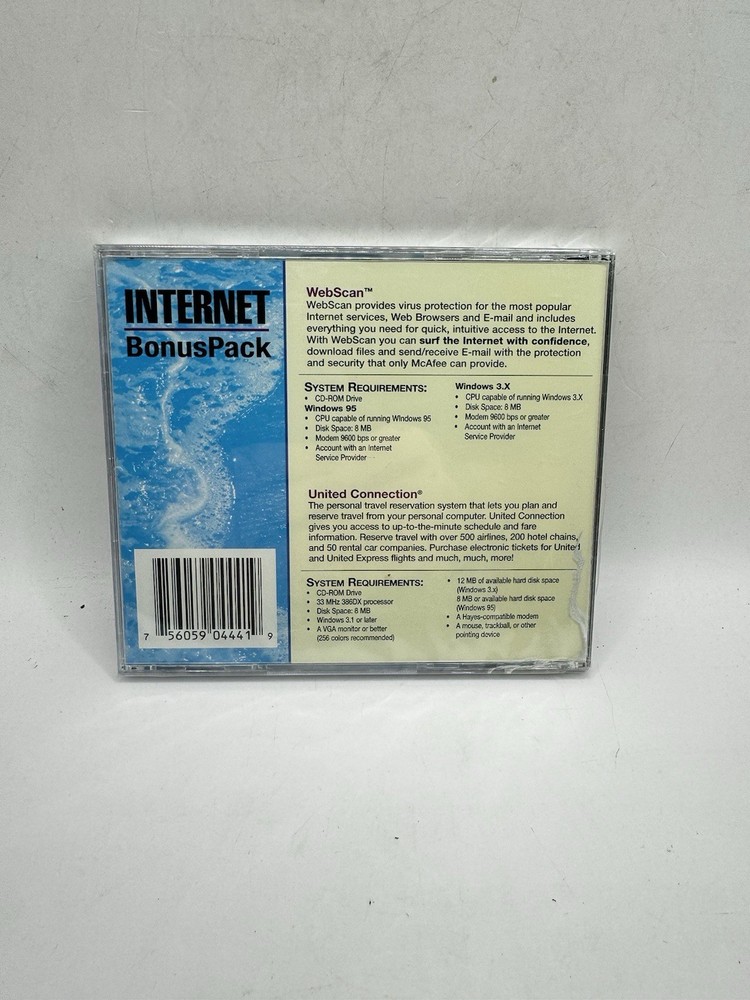 INTERNET
BonusPack
WebScan™
WebScan provides virus protection for the most popular
Internet services, Web Browsers and E-mail and includes
everything you need for quick, intuitive access to the Internet.
With WebScan you can surf the Internet with confidence,
download files and send/receive E-mail with the protection
and security that only McAfee can provide.
SYSTEM REQUIREMENTS:
• CD-ROM Drive
Windows 95
• CPU capable of running Windows 95
• Disk Space: 8 MB
• Modem 9600 bps or greater
• Account with an Internet
Service Provider
Windows 3.X
• CPU capable of running Windows 3.X
• Disk Space: 8 MB
• Modem 9600 bps or greater
• Account with an Internet
Service Provider
United Connection®
The personal travel reservation system that lets you plan and
reserve travel from your personal computer. United Connection
gives you access to up-to-the-minute schedule and fare
information. Reserve travel with over 500 airlines, 200 hotel chains,
and 50 rental car companies. Purchase electronic tickets for United
and United Express flights and much, much, more!
SYSTEM REQUIREMENTS:
• CD-ROM Drive
• 33 MHz 386DX processor
• Disk Space: 8 MB
• Windows 3.1 or later
• A VGA monitor or better
(256 colors recommended)
• 12 MB of available hard disk space
(Windows 3.x)
8 MB or available hard disk space
(Windows 95)
• A Hayes-compatible modem
• A mouse, trackball, or other
pointing device
7 56059 04441 9